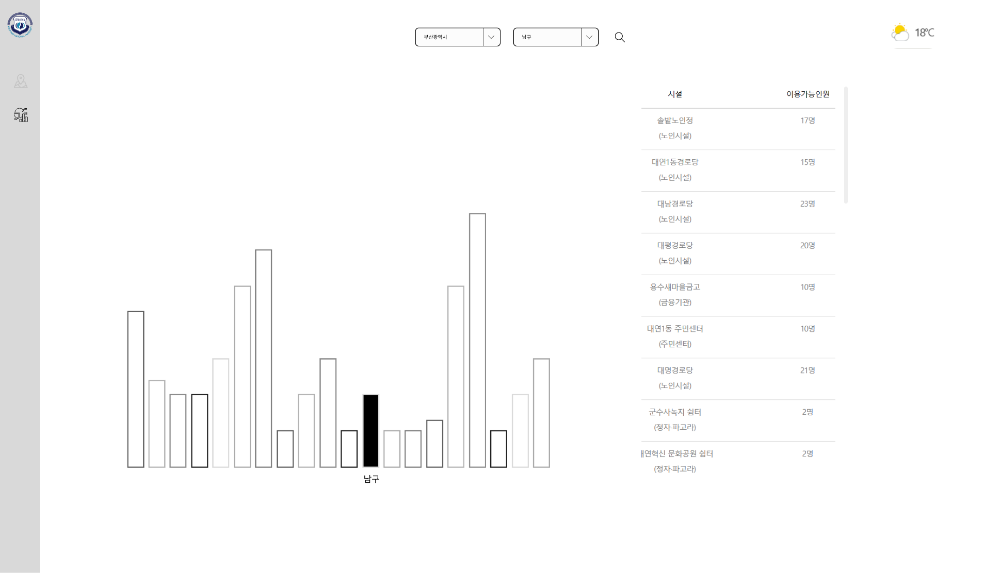 부산광역시
남구
18℃
시설 이용가능인원
솔밭노인정 17명
(노인시설)
대연1동경로당 15명
(노인시설)
대남경로당 23명
(노인시설)
대평경로당 20명
(노인시설)
용수새마을금고 10명
(금융기관)
대연1동 주민센터 10명
(주민센터)
대명경로당 21명
(노인시설)
군수사녹지 쉼터 2명
(정자·파고라)
문화공원 쉼터 2명
(정자·파고라)
남구